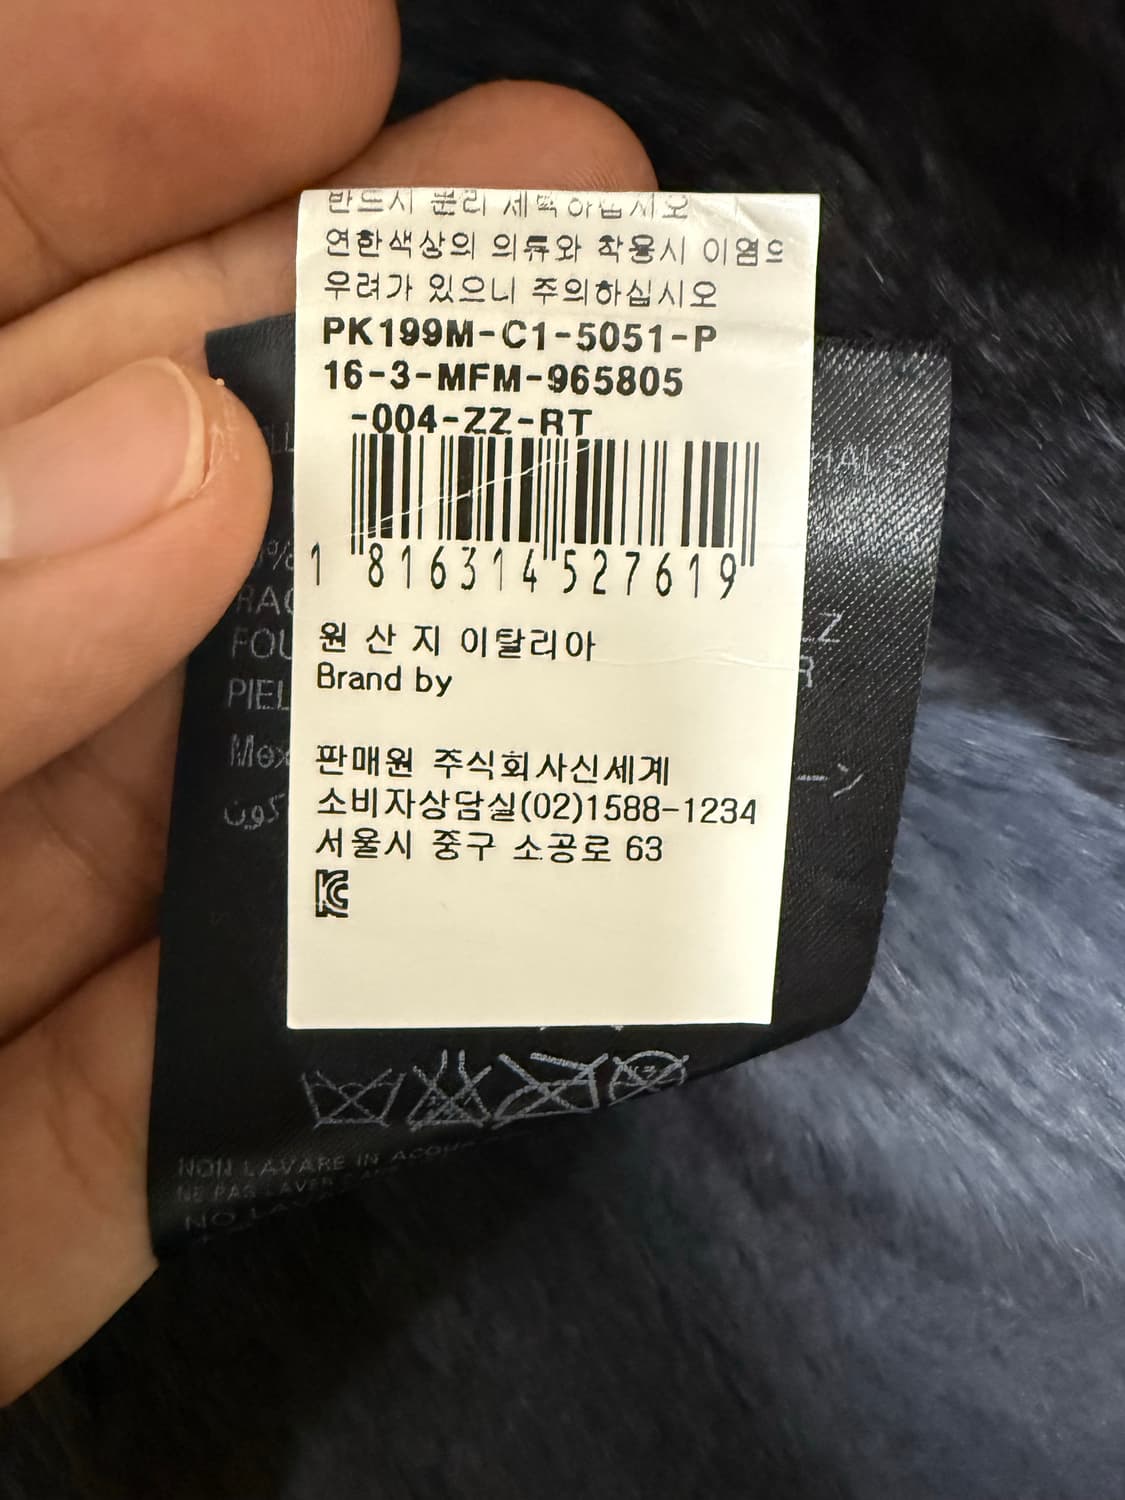 반드시 분리 세탁하십시오
연한색상의 의류와 착용시 이염으
우려가 있으니 주의하십시오
PK199M-C1-5051-P
16-3-MFM-965805
-004-ZZ-RT
1 816314 527619
원 산 지 이탈리아
Brand by
판매원 주식회사신세계
소비자상담실(02)1588-1234
서울시 중구 소공로 63
NON LAVARE IN
NE PAS LAVER